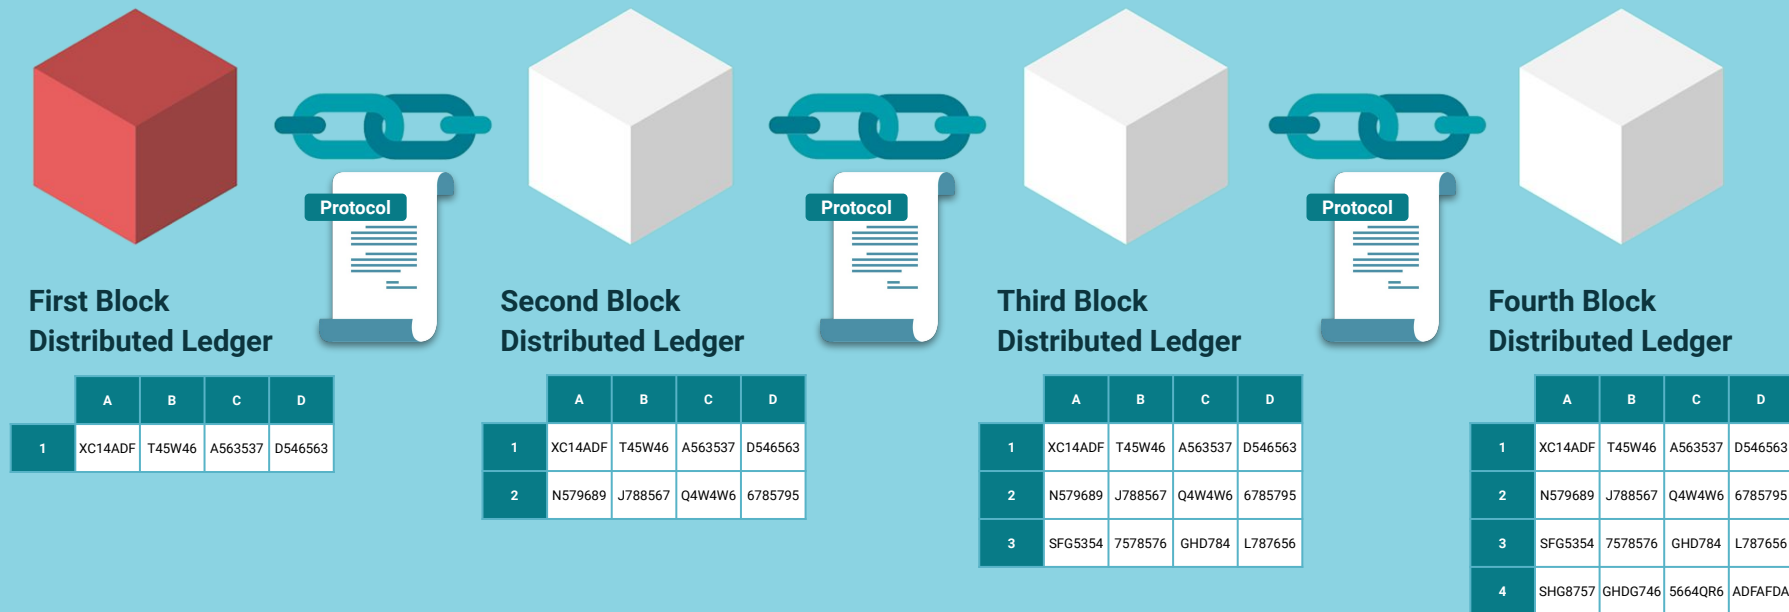 Protocol
Protocol
Protocol
First Block
Distributed Ledger
Second Block
Distributed Ledger
Third Block
Distributed Ledger
Fourth Block
Distributed Ledger
A B C D
1 XC14ADF T45W46 A563537 D546563
A B C D
1 XC14ADF T45W46 A563537 D546563
2 N579689 J788567 Q4W4W6 6785795
A B C D
1 XC14ADF T45W46 A563537 D546563
2 N579689 J788567 Q4W4W6 6785795
3 SFG5354 7578576 GHD784 L787656
A B C D
1 XC14ADF T45W46 A563537 D546563
2 N579689 J788567 Q4W4W6 6785795
3 SFG5354 7578576 GHD784 L787656
4 SHG8757 GHDG746 5664QR6 ADFAFDA